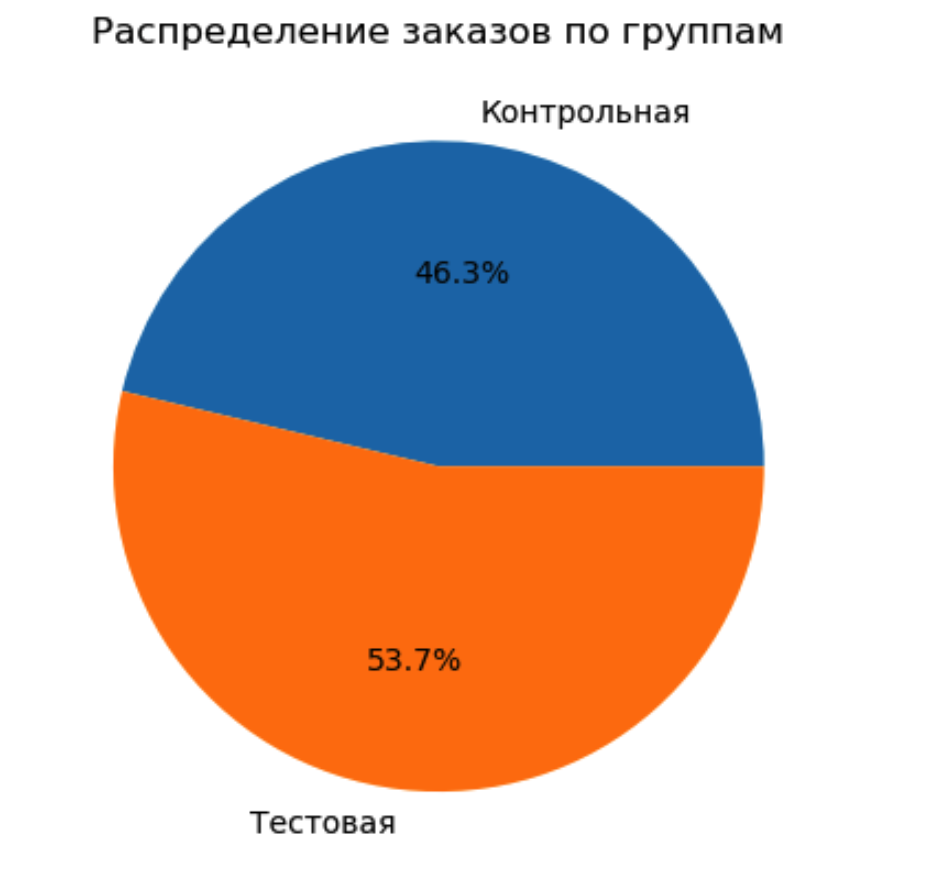 Распределение заказов по группам
Контрольная
46.3%
53.7%
Тестовая